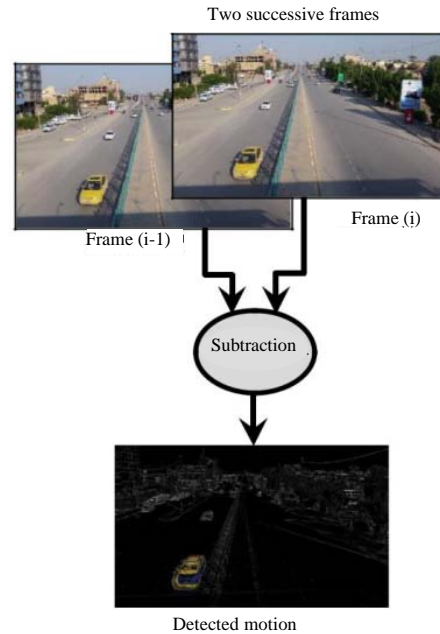 Two successive frames
Frame (i)
Frame (i-1)
Subtraction
Detected motion